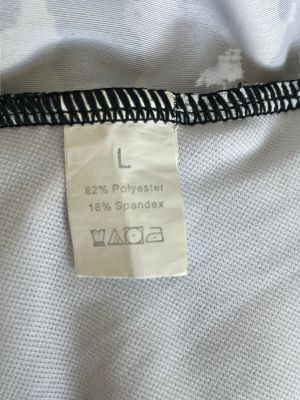 L
82% Polyester
18% Spandex